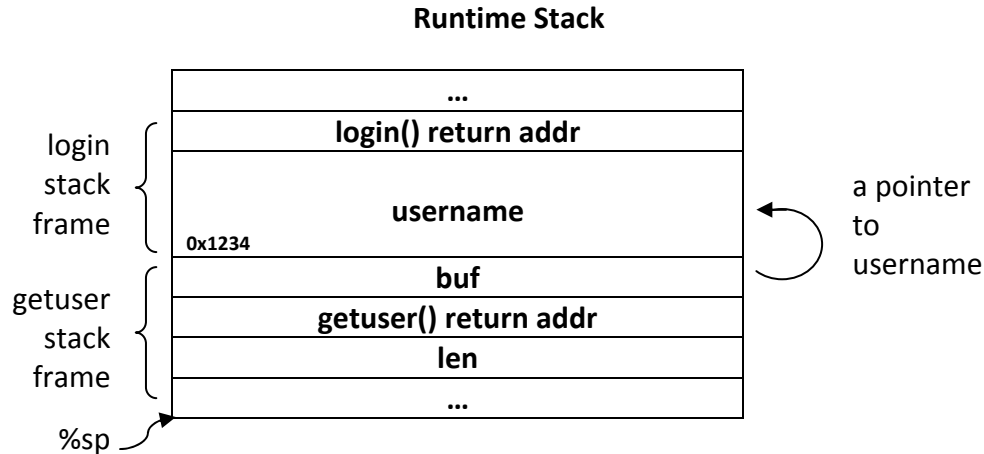 Runtime Stack
...
login() return addr
login
stack
frame
username
0x1234
a pointer
to
username
buf
getuser() return addr
len
...
getuser
stack
frame
%sp